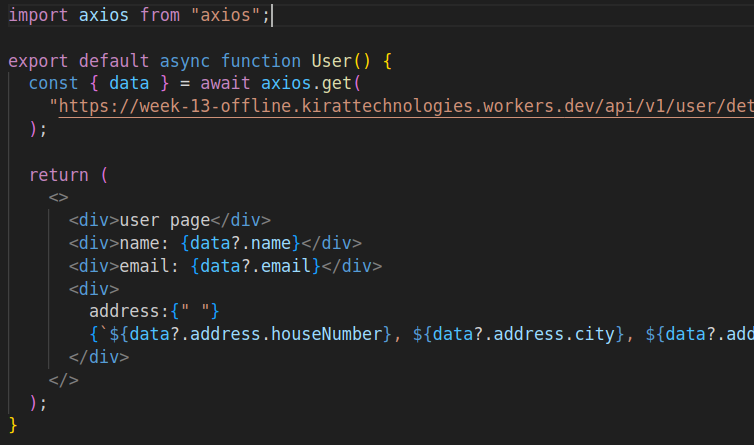 import axios from "axios";
export default async function User() {
const { data } = await axios.get(
"https://week-13-offline.kirattechnologies.workers.dev/api/v1/user/det
);
return (
<>
<div>user page</div>
<div>name: {data?.name}</div>
<div>email: {data?.email}</div>
<div>
address:{" "}
{`${data?.address.houseNumber}, ${data?.address.city}, ${data?.add
</div>
</>
);
}